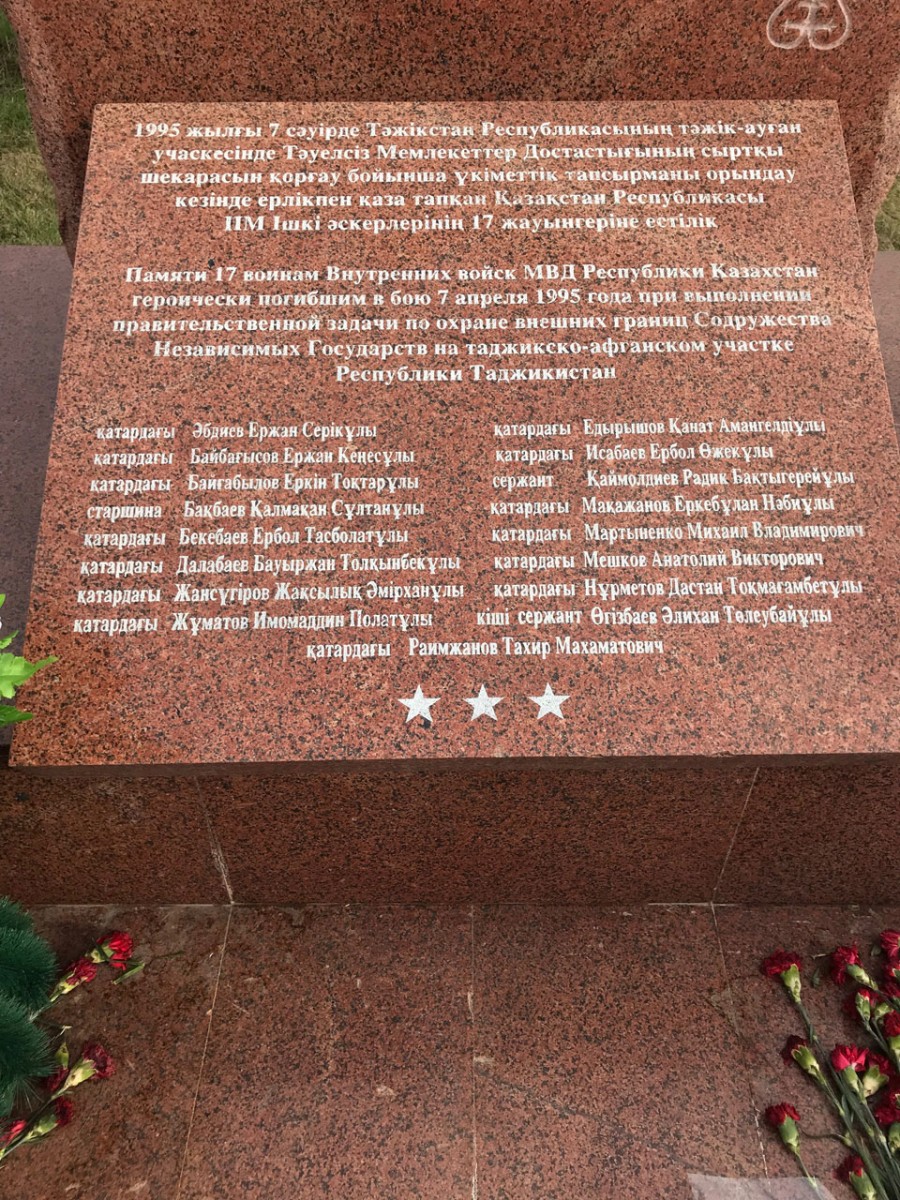 1995 жылғы 7 сәуірде Тәжікстан Республикасының тәжік-ауған
учаскесінде Тәуелсіз Мемлекеттер Достастығының сыртқы
шекарасын қорғау бойынша үкіметтік тапсырманы орындау
кезінде ерлікпен қаза тапқан Қазақстан Республикасы
ІІМ Ішкі әскерлерінің 17 жауынгеріне естілік
Памяти 17 воинам Внутренних войск МВД Республики Казахстан
героически погибшим в бою 7 апреля 1995 года при выполнении
правительственной задачи по охране внешних границ Содружества
Независимых Государств на таджикско-афганском участке
Республики Таджикистан
қатардағы Әбдиев Ержан Серікұлы
қатардағы Байбағысов Ержан Кеңесұлы
қатардағы Байғабылов Еркін Тоқтарұлы
старшина Бақбаев Қалмақан Сұлтанұлы
қатардағы Бекебаев Ербол Тасболатұлы
қатардағы Далабаев Бауыржан Толқынбекұлы
қатардағы Жансүгіров Жақсылық Әмірханұлы
қатардағы Жұматов Имомаддин Полатұлы
қатардағы Едырышов Қанат Амангелдіұлы
қатардағы Исабаев Ербол Өжекұлы
сержант Қаймолдиев Радик Бақтыгерейұлы
қатардағы Мақажанов Еркебұлан Нәбиұлы
қатардағы Мартыненко Михаил Владимирович
қатардағы Мешков Анатолий Викторович
қатардағы Нұрметов Дастан Тоқмағамбетұлы
кіші сержант Өгізбаев Әлихан Төлеубайұлы
қатардағы Раимжанов Тахир Махаматович